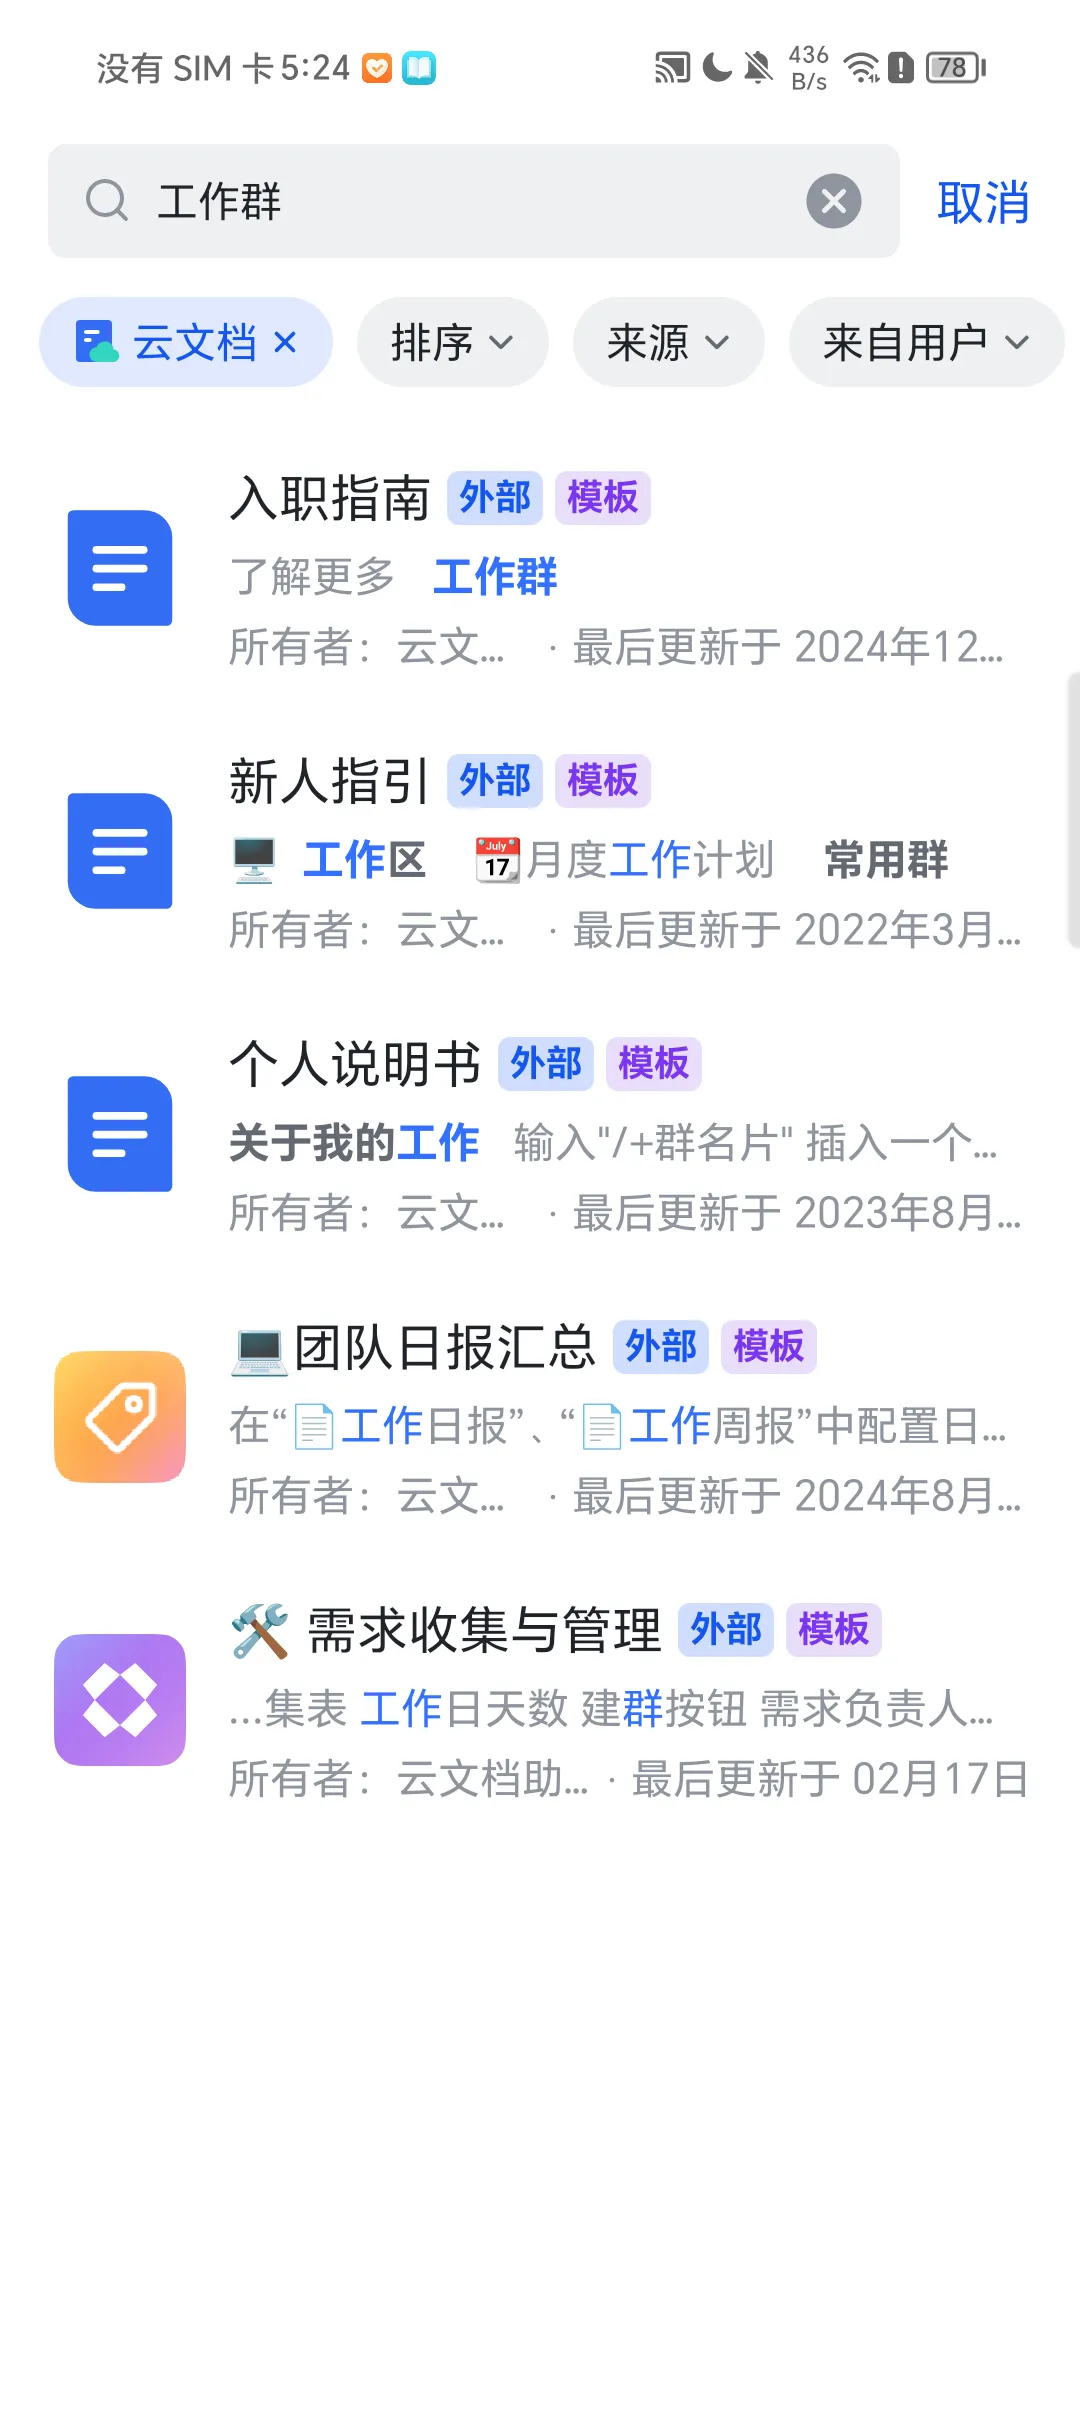 没有 SIM 卡 5:24 436 B/s 78
工作群 取消
云文档 × 排序 来源 来自用户
入职指南 外部 模板
了解更多 工作群
所有者：云文... · 最后更新于 2024年12...
新人指引 外部 模板
🖥️ 工作区 📅月度工作计划 常用群
所有者：云文... · 最后更新于 2022年3月...
个人说明书 外部 模板
关于我的工作 输入"/+群名片" 插入一个...
所有者：云文... · 最后更新于 2023年8月...
💻团队日报汇总 外部 模板
在“📄工作日报”、“📄工作周报”中配置日...
所有者：云文... · 最后更新于 2024年8月...
🛠️ 需求收集与管理 外部 模板
...集表 工作日天数 建群按钮 需求负责人...
所有者：云文档助... · 最后更新于 02月17日